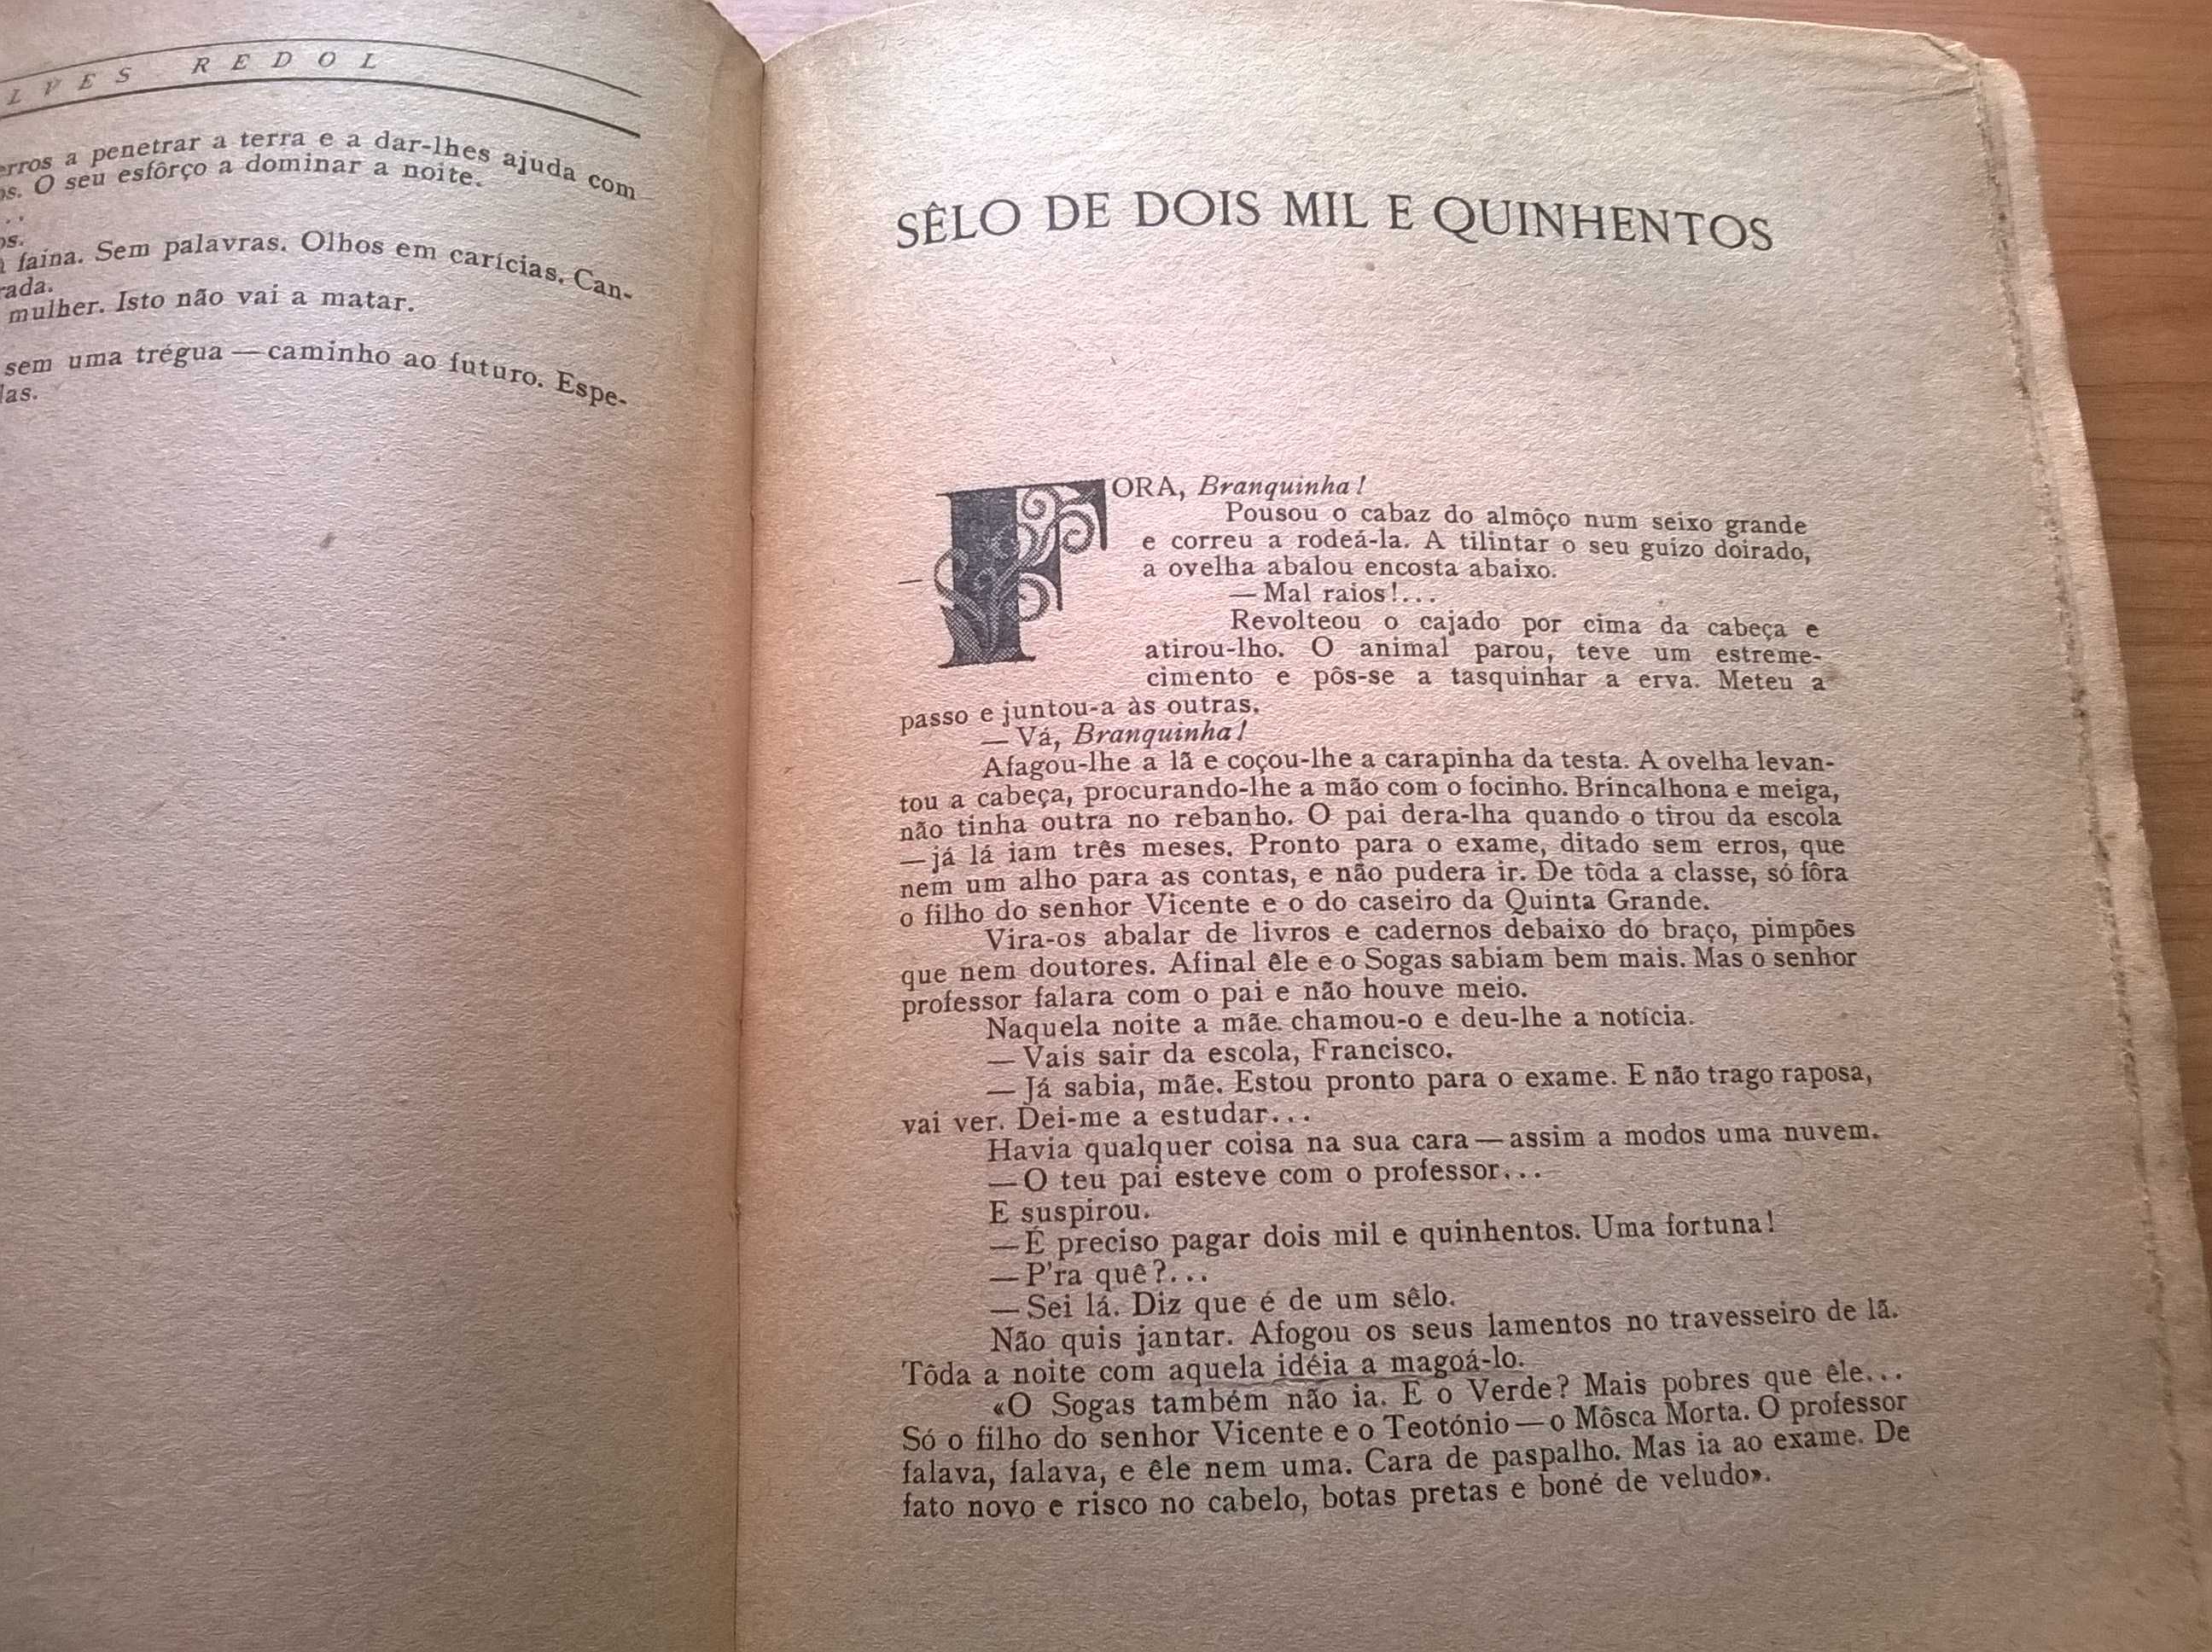 LVES REDOL
erros a penetrar a terra e a dar-lhes ajuda com
os. O seu esfôrço a dominar a noite.
os.
faina. Sem palavras. Olhos em carícias. Can-
rada.
mulher. Isto não vai a matar.
sem uma trégua — caminho ao futuro. Espe-
las.
SÊLO DE DOIS MIL E QUINHENTOS
— FORA, Branquinha!
Pousou o cabaz do almôço num seixo grande
e correu a rodeá-la. A tilintar o seu guizo doirado,
a ovelha abalou encosta abaixo.
— Mal raios!...
Revolteou o cajado por cima da cabeça e
atirou-lho. O animal parou, teve um estreme-
cimento e pôs-se a tasquinhar a erva. Meteu a
passo e juntou-a às outras.
— Vá, Branquinha!
Afagou-lhe a lã e coçou-lhe a carapinha da testa. A ovelha levan-
tou a cabeça, procurando-lhe a mão com o focinho. Brincalhona e meiga,
não tinha outra no rebanho. O pai dera-lha quando o tirou da escola
— já lá iam três meses. Pronto para o exame, ditado sem erros, que
nem um alho para as contas, e não pudera ir. De tôda a classe, só fôra
o filho do senhor Vicente e o do caseiro da Quinta Grande.
Vira-os abalar de livros e cadernos debaixo do braço, pimpões
que nem doutores. Afinal êle e o Sogas sabiam bem mais. Mas o senhor
professor falara com o pai e não houve meio.
Naquela noite a mãe chamou-o e deu-lhe a notícia.
— Vais sair da escola, Francisco.
— Já sabia, mãe. Estou pronto para o exame. E não trago raposa,
vai ver. Dei-me a estudar...
Havia qualquer coisa na sua cara — assim a modos uma nuvem.
— O teu pai esteve com o professor...
E suspirou.
— É preciso pagar dois mil e quinhentos. Uma fortuna!
— P'ra quê?...
— Sei lá. Diz que é de um sêlo.
Não quis jantar. Afogou os seus lamentos no travesseiro de lã.
Tôda a noite com aquela idéia a magoá-lo.
«O Sogas também não ia. E o Verde? Mais pobres que êle...
Só o filho do senhor Vicente e o Teotónio — o Môsca Morta. O professor
falava, falava, e êle nem uma. Cara de paspalho. Mas ia ao exame. De
fato novo e risco no cabelo, botas pretas e boné de veludo».